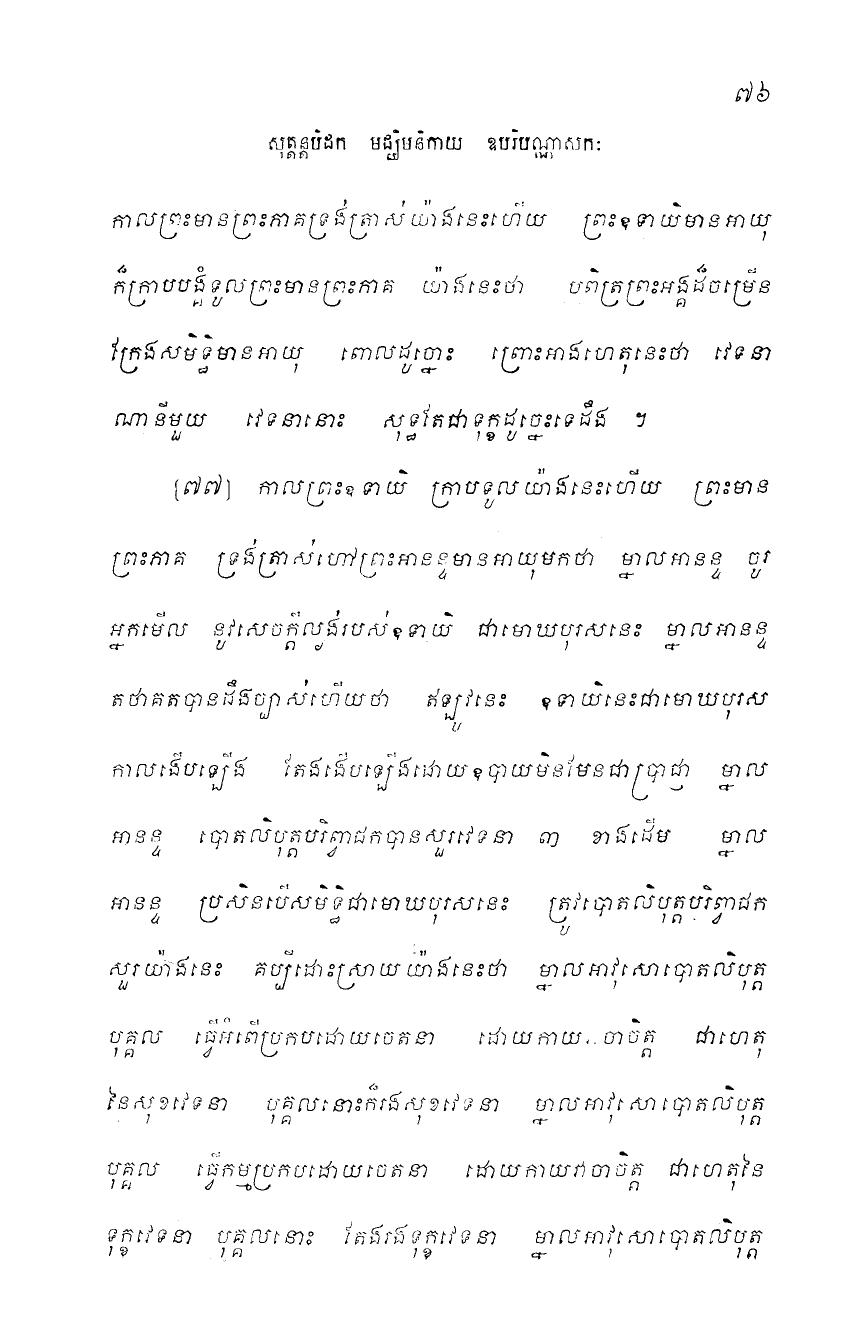 ៧៦
សុត្តន្តបិដក មជ្ឈិមនិកាយ ឧបរិបណ្ណាសកៈ
កាលព្រះមានព្រះភាគទ្រង់ត្រាស់យ៉ាងនេះហើយ ព្រះឧទាយិមានអាយុ
ក៏ក្រាបបង្គំទូលព្រះមានព្រះភាគ យ៉ាងនេះថា បពិត្រព្រះអង្គដ៏ចម្រើន
ក្រែងសមិទ្ធិមានអាយុ ពោលដូច្នោះ ព្រោះអាងហេតុនេះថា វេទនា
ណានីមួយ វេទនានោះ សុទ្ធតែជាទុក្ខដូច្នេះទេដឹង ។
[៧៧] កាលព្រះឧទាយិ ក្រាបទូលយ៉ាងនេះហើយ ព្រះមាន
ព្រះភាគ ទ្រង់ត្រាស់ហៅព្រះអានន្ទមានអាយុមកថា ម្នាលអានន្ទ ចូរ
អ្នកមើល នូវសេចក្តីល្ងង់របស់ឧទាយិ ជាមោឃបុរសនេះ ម្នាលអានន្ទ
តថាគតបានដឹងច្បាស់ហើយថា ឥឡូវនេះ ឧទាយិនេះជាមោឃបុរស
កាលងើបឡើង តែងងើបឡើងដោយឧបាយមិនមែនជាប្រាជ្ញា ម្នាល
អានន្ទ បោតលិបុត្តបរិព្វាជកបានសួរវេទនា ៣ ខាងដើម ម្នាល
អានន្ទ ប្រសិនបើសមិទ្ធិជាមោឃបុរសនេះ ត្រូវបោតលិបុត្តបរិព្វាជក
សួរយ៉ាងនេះ គប្បីដោះស្រាយយ៉ាងនេះថា ម្នាលអាវុសោបោតលិបុត្ត
បុគ្គល ធ្វើអំពើប្រកបដោយចេតនា ដោយកាយ ចាចិត្ត ជាហេតុ
នៃសុខវេទនា បុគ្គលនោះក៏រងសុខវេទនា ម្នាលអាវុសោបោតលិបុត្ត
បុគ្គល ធ្វើកម្មប្រកបដោយចេតនា ដោយកាយវាចាចិត្ត ជាហេតុនៃ
ទុក្ខវេទនា បុគ្គលនោះ តែងរងទុក្ខវេទនា ម្នាលអាវុសោបោតលិបុត្ត